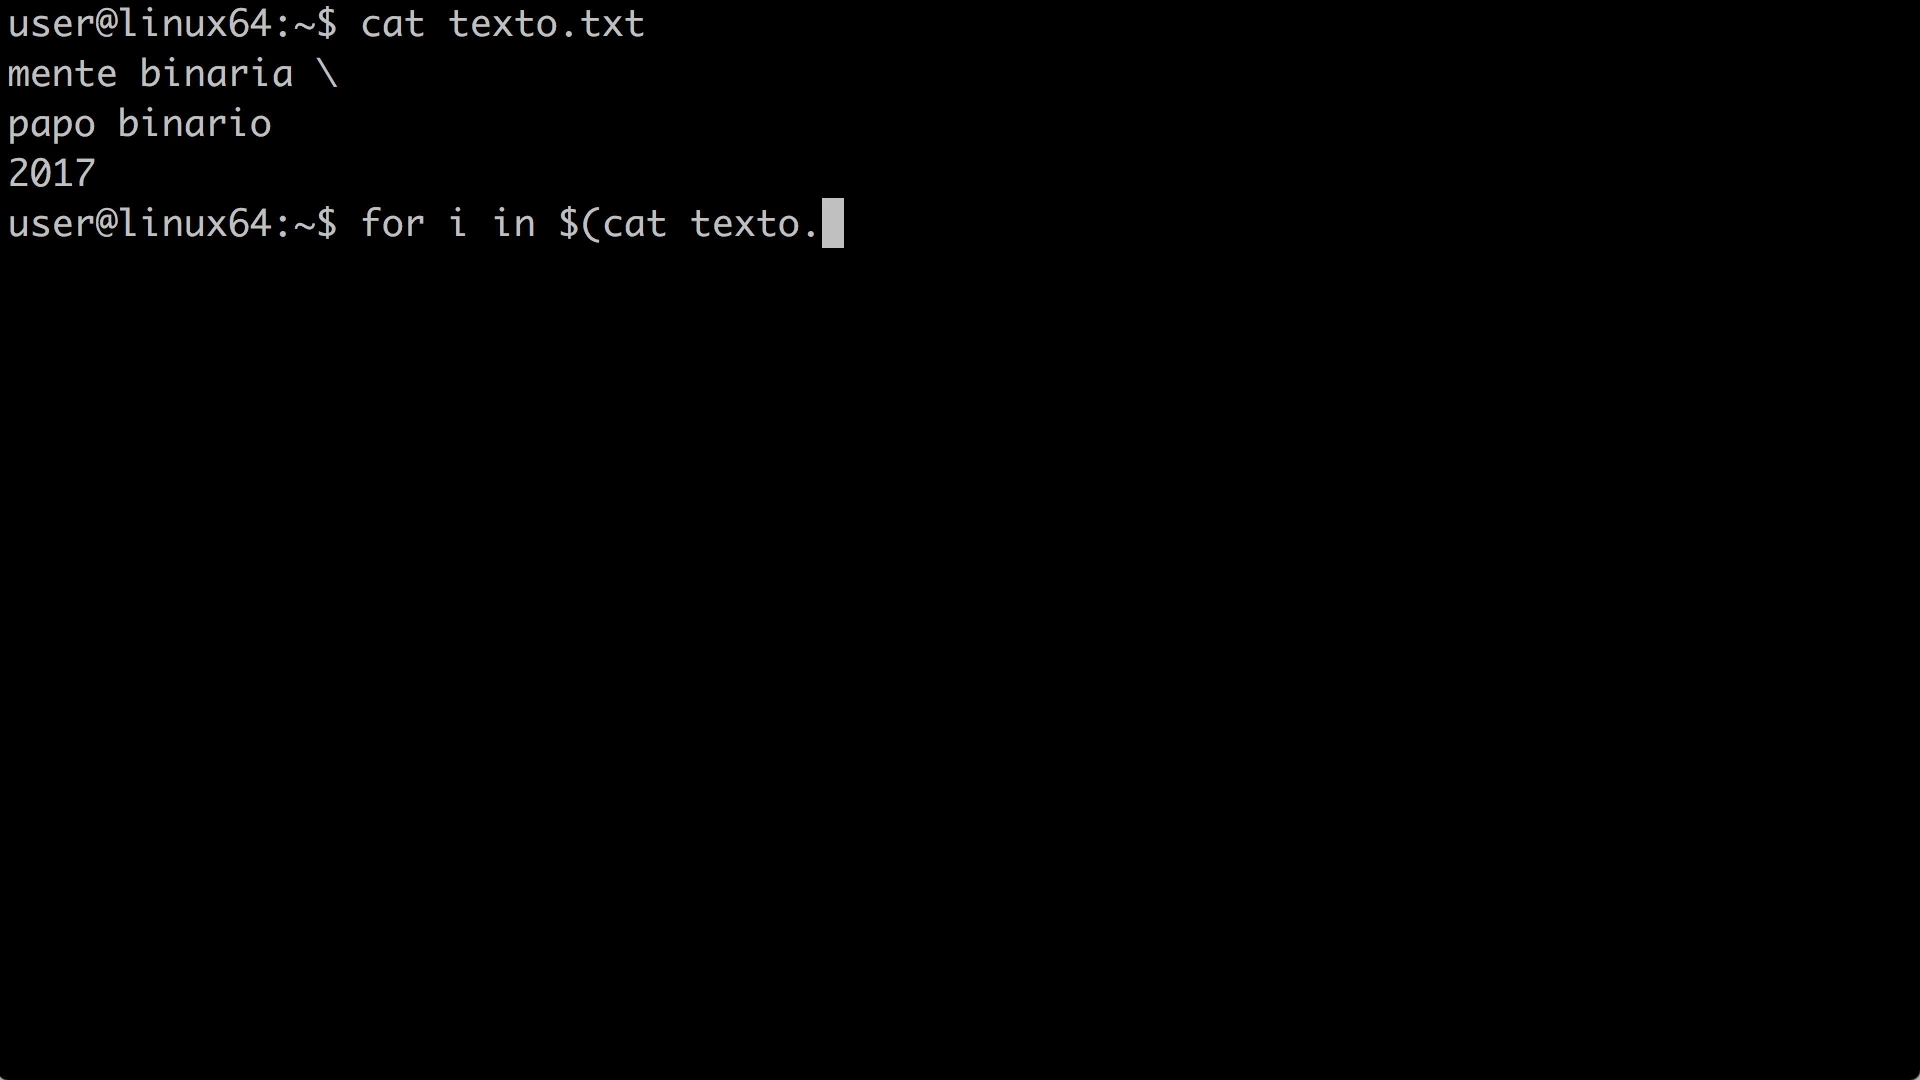 user@linux64:~$ cat texto.txt
mente binaria \
papo binario
2017
user@linux64:~$ for i in $(cat texto.